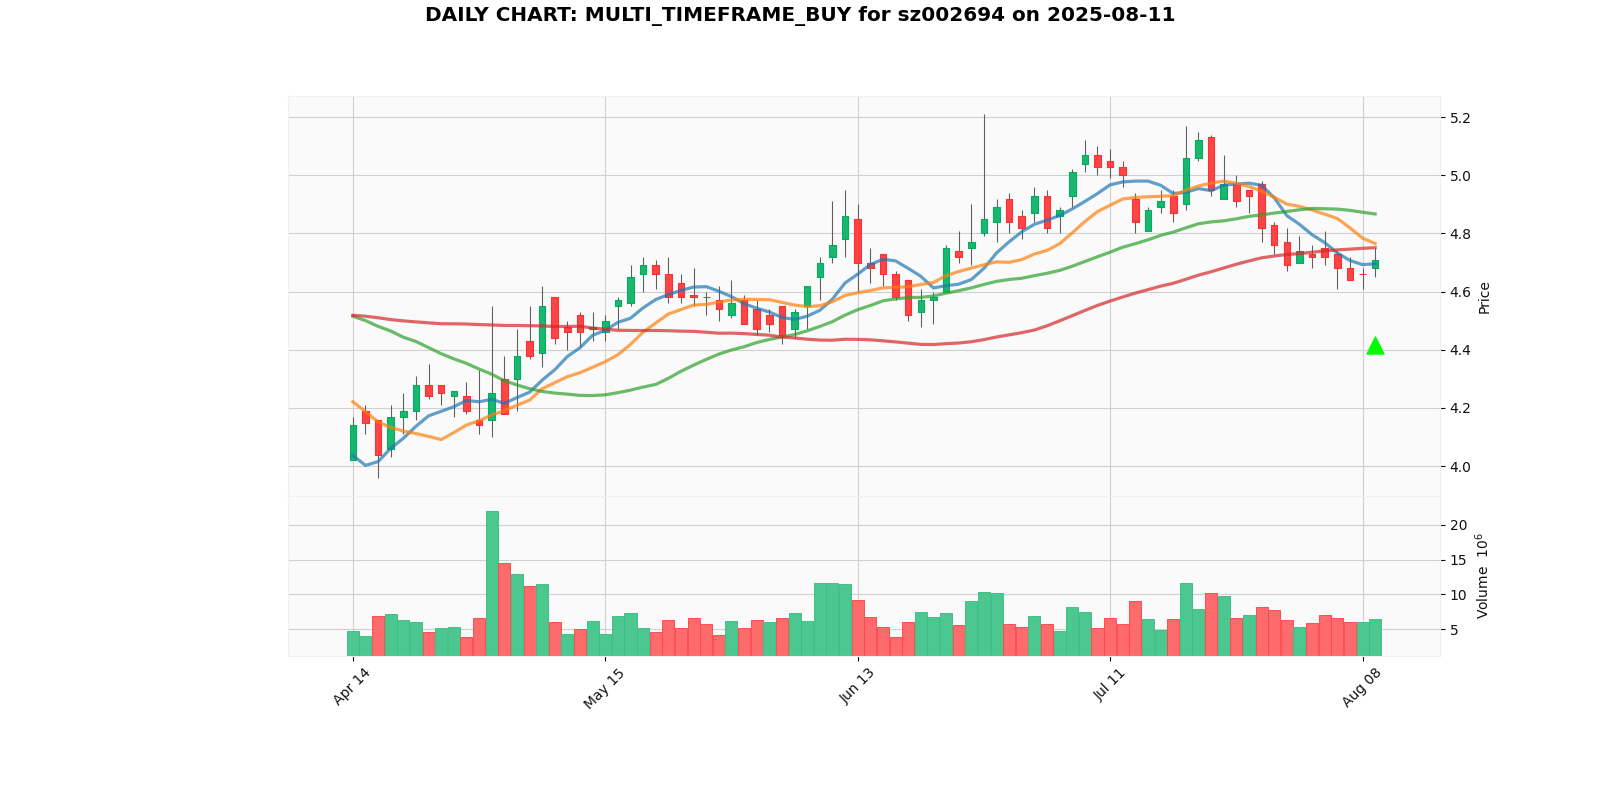 DAILY CHART: MULTI_TIMEFRAME_BUY for sz002694 on 2025-08-11
5.2
5.0
4.8
4.6
4.4
4.2
4.0
Price
20
15
10
5
Volume 10⁶
Apr 14
May 15
Jun 13
Jul 11
Aug 08